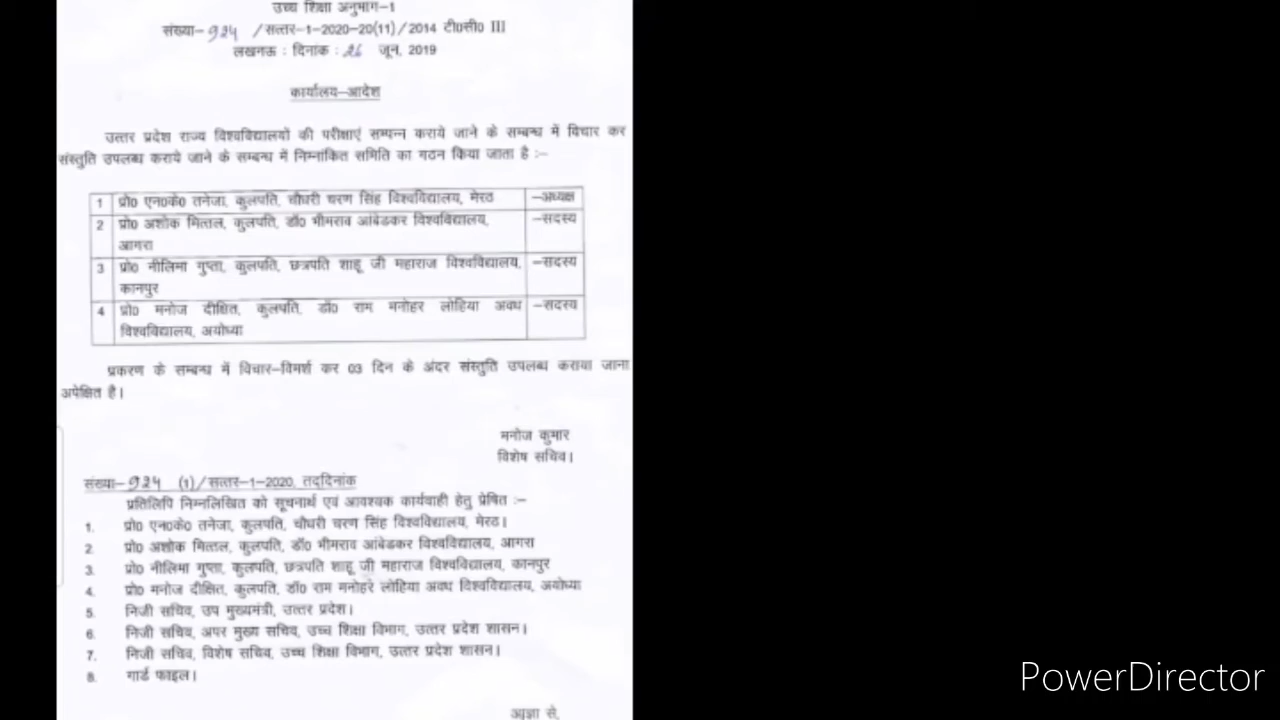 उच्च शिक्षा अनुभाग-1
संख्या-924 /सत्तर-1-2020-20(11)/2014 टी0सी0 III
लखनऊ : दिनांक : 26 जून, 2019
कार्यालय-आदेश
उत्तर प्रदेश राज्य विश्वविद्यालयों की परीक्षाएं सम्पन्न कराये जाने के सम्बन्ध में विचार कर
संस्तुति उपलब्ध कराये जाने के सम्बन्ध में निम्नांकित समिति का गठन किया जाता है :-
1 प्रो0 एन0के0 तनेजा, कुलपति, चौधरी चरण सिंह विश्वविद्यालय, मेरठ -अध्यक्ष
2 प्रो0 अशोक मित्तल, कुलपति, डॉ0 भीमराव आंबेडकर विश्वविद्यालय, -सदस्य
आगरा
3 प्रो0 नीलिमा गुप्ता, कुलपति, छत्रपति शाहू जी महाराज विश्वविद्यालय, -सदस्य
कानपुर
4 प्रो0 मनोज दीक्षित, कुलपति, डॉ0 राम मनोहर लोहिया अवध -सदस्य
विश्वविद्यालय, अयोध्या
प्रकरण के सम्बन्ध में विचार-विमर्श कर 03 दिन के अंदर संस्तुति उपलब्ध कराया जाना
अपेक्षित है।
मनोज कुमार
विशेष सचिव।
संख्या-924 (1)/सत्तर-1-2020, तद्दिनांक
प्रतिलिपि निम्नलिखित को सूचनार्थ एवं आवश्यक कार्यवाही हेतु प्रेषित :-
1. प्रो0 एन0के0 तनेजा, कुलपति, चौधरी चरण सिंह विश्वविद्यालय, मेरठ।
2. प्रो0 अशोक मित्तल, कुलपति, डॉ0 भीमराव आंबेडकर विश्वविद्यालय, आगरा
3. प्रो0 नीलिमा गुप्ता, कुलपति, छत्रपति शाहू जी महाराज विश्वविद्यालय, कानपुर
4. प्रो0 मनोज दीक्षित, कुलपति, डॉ0 राम मनोहर लोहिया अवध विश्वविद्यालय, अयोध्या
5. निजी सचिव, उप मुख्यमंत्री, उत्तर प्रदेश।
6. निजी सचिव, अपर मुख्य सचिव, उच्च शिक्षा विभाग, उत्तर प्रदेश शासन।
7. निजी सचिव, विशेष सचिव, उच्च शिक्षा विभाग, उत्तर प्रदेश शासन।
8. गार्ड फाइल।
आज्ञा से,
PowerDirector